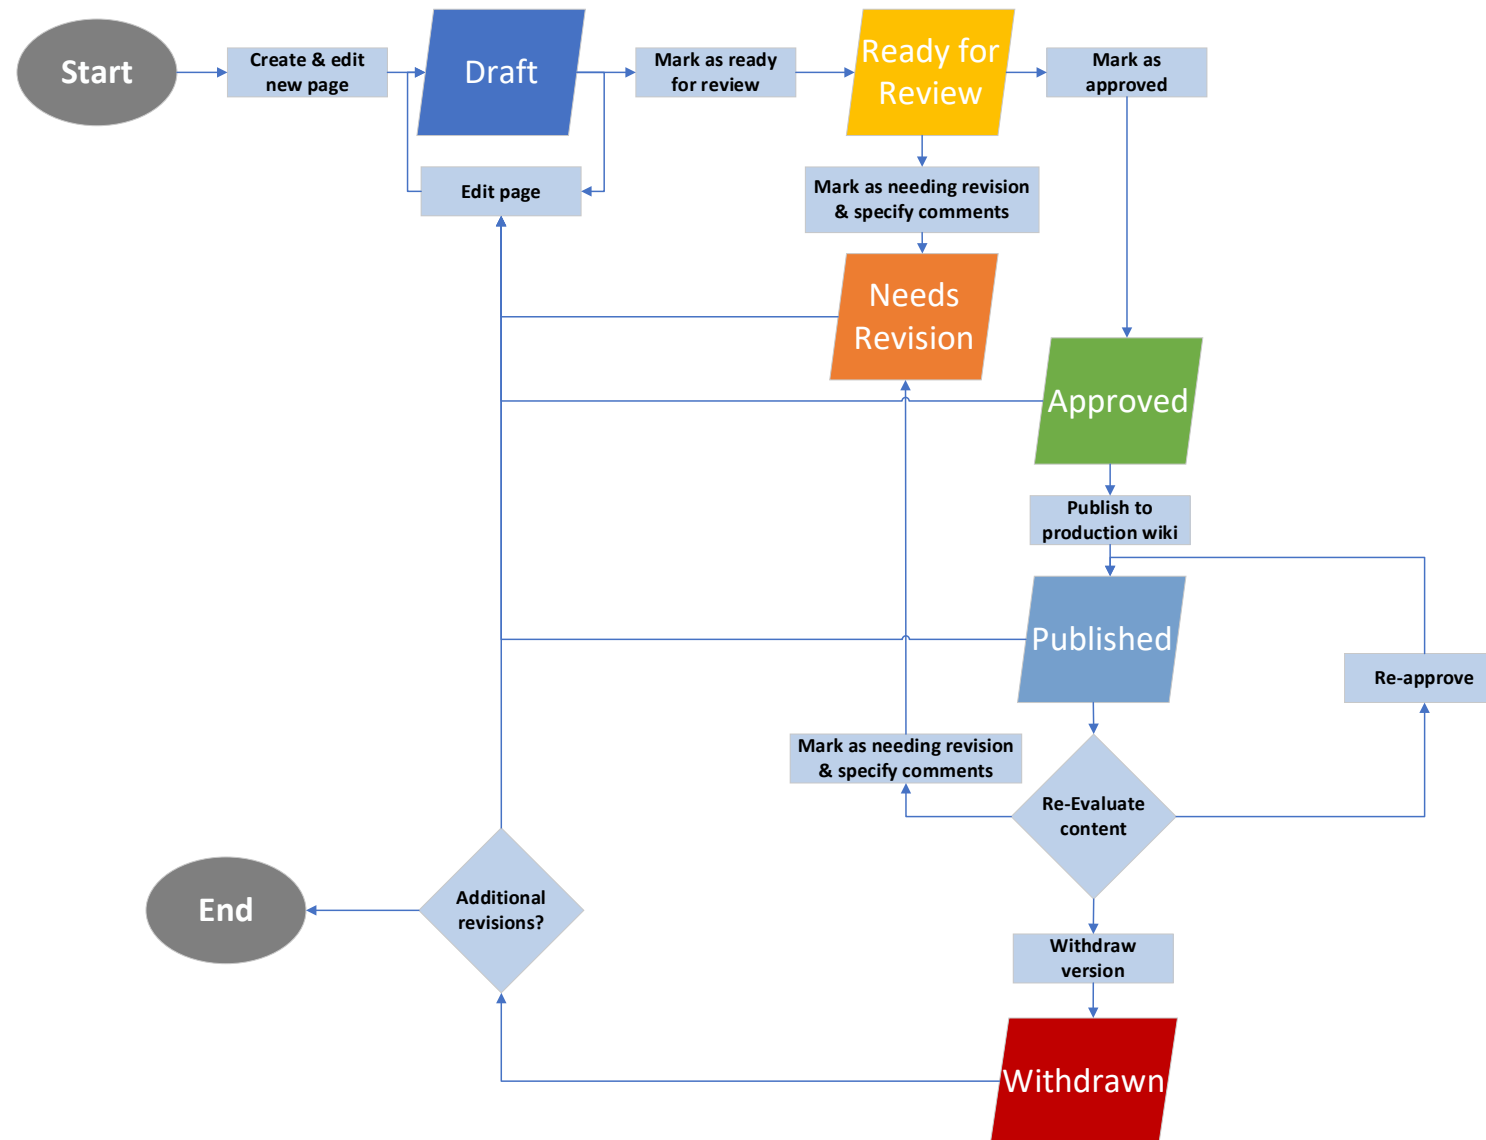 Start
Create & edit
new page
Draft
Mark as ready
for review
Ready for
Review
Mark as
approved
Edit page
Mark as needing revision
& specify comments
Needs
Revision
Approved
Publish to
production wiki
Published
Re-approve
Mark as needing revision
& specify comments
Re-Evaluate
content
End
Additional
revisions?
Withdraw
version
Withdrawn